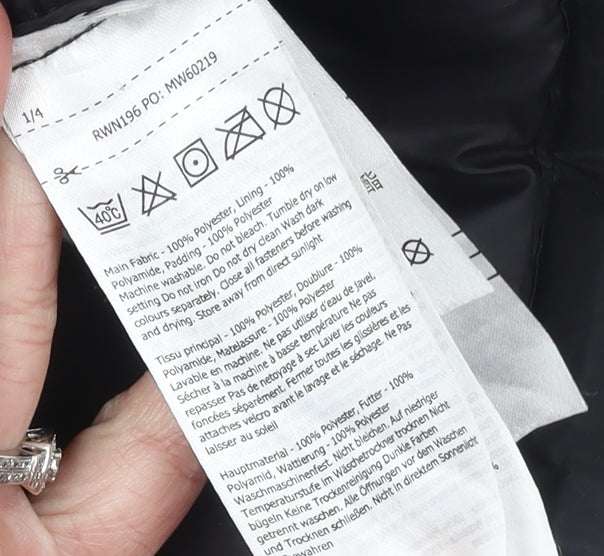 1/4
RWN196 PO: MW60219
40°C
Main Fabric - 100% Polyester, Lining - 100%
Polyamide, Padding - 100% Polyester
Machine washable. Do not bleach. Tumble dry on low
setting Do not iron Do not dry clean Wash dark
colours separately. Close all fasteners before washing
and drying. Store away from direct sunlight
Tissu principal - 100% Polyester, Doublure - 100%
Polyamide, Matelassure - 100% Polyester
Lavable en machine. Ne pas utiliser d'eau de javel.
Sécher à la machine à basse température Ne pas
repasser Pas de netoyage à sec Laver les couleurs
foncées séparément. Fermer toutes les glissières et les
attaches velcro avant le lavage et le séchage. Ne Pas
laisser au soleil
Hauptmaterial - 100% Polyester, Futter - 100%
Polyamid, Wattierung - 100% Polyester
Waschmaschinenfest. Nicht bleichen. Auf niedriger
Temperaturstufe im Wäschetrockner trocknen Nicht
bügeln Keine Trockenreinigung Dunkle Farben
getrennt waschen. Alle Öffnungen vor dem Waschen
und Trocknen schließen. Nicht in direktem Sonnenlicht
%